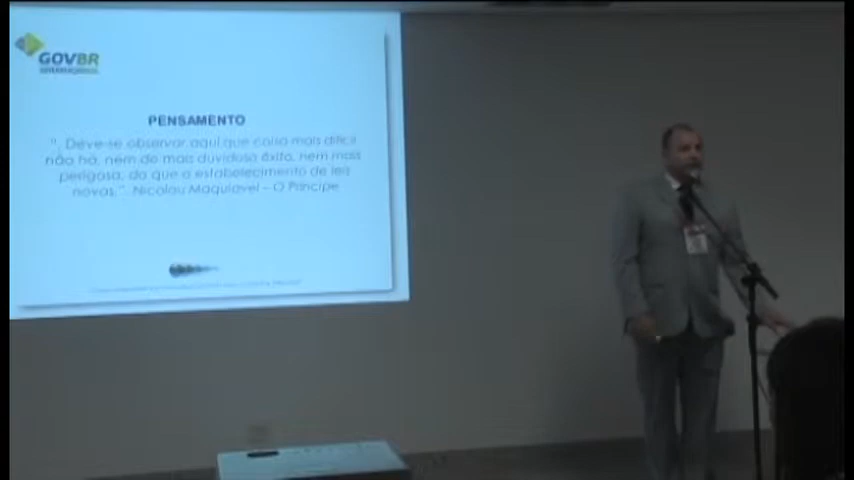 GOVBR
PENSAMENTO
". Deve-se observar aqui que coisa mais difícil
não há, nem de mais duvidoso êxito, nem mais
perigosa, do que o estabelecimento de leis
novas.". Nicolau Maquiavel – O Príncipe